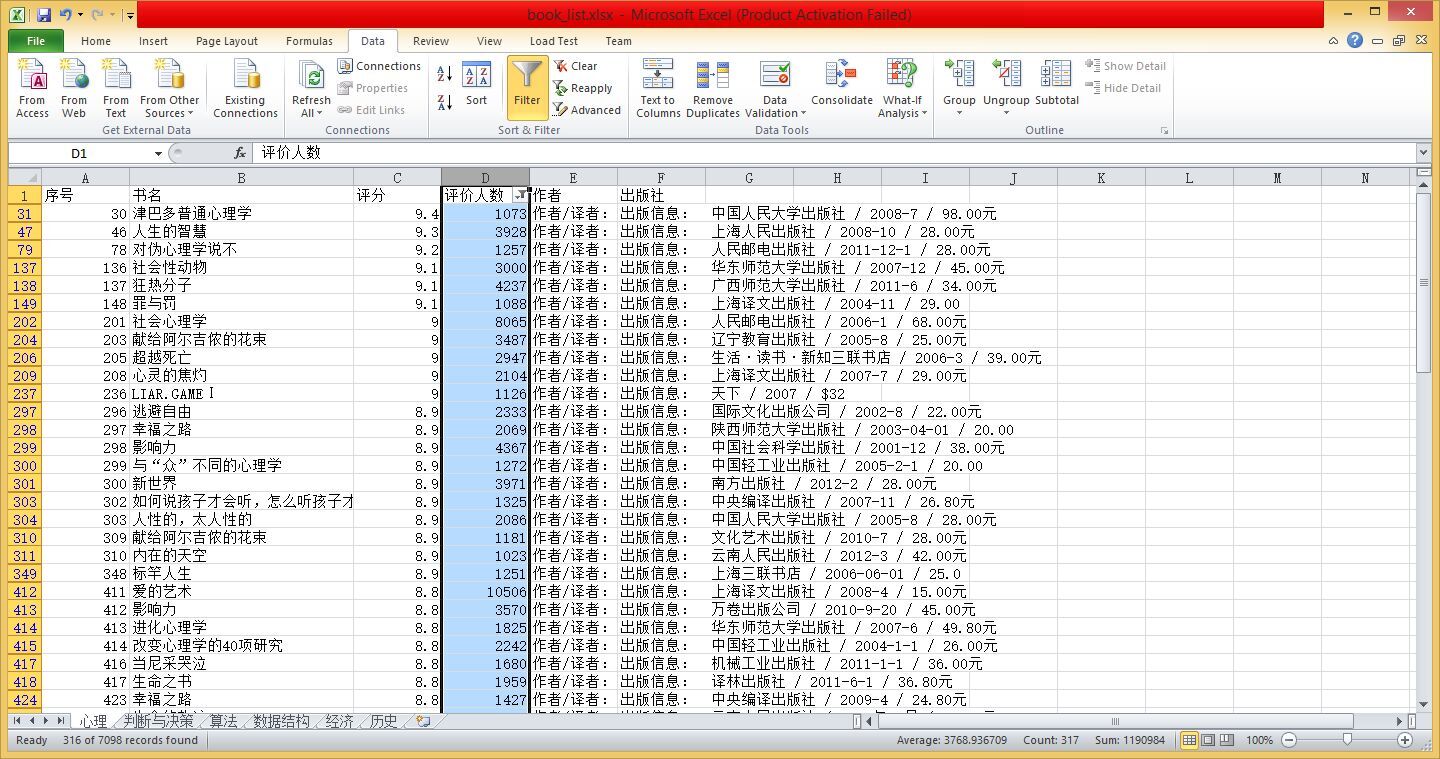 book_list.xlsx - Microsoft Excel (Product Activation Failed)
File Home Insert Page Layout Formulas Data Review View Load Test Team
From Access From Web From Text From Other Sources Existing Connections Refresh All Connections Properties Edit Links Sort Filter Clear Reapply Advanced Text to Columns Remove Duplicates Data Validation Consolidate What-If Analysis Group Ungroup Subtotal Show Detail Hide Detail
Get External Data Connections Sort & Filter Data Tools Outline
D1 fx 评价人数
A B C D E F G H I J K L M N
1 序号 书名 评分 评价人数 作者 出版社
31 30 津巴多普通心理学 9.4 1073 作者/译者: 出版信息: 中国人民大学出版社 / 2008-7 / 98.00元
47 46 人生的智慧 9.3 3928 作者/译者: 出版信息: 上海人民出版社 / 2008-10 / 28.00元
79 78 对伪心理学说不 9.2 1257 作者/译者: 出版信息: 人民邮电出版社 / 2011-12-1 / 28.00元
137 136 社会性动物 9.1 3000 作者/译者: 出版信息: 华东师范大学出版社 / 2007-12 / 45.00元
138 137 狂热分子 9.1 4237 作者/译者: 出版信息: 广西师范大学出版社 / 2011-6 / 34.00元
149 148 罪与罚 9.1 1088 作者/译者: 出版信息: 上海译文出版社 / 2004-11 / 29.00
202 201 社会心理学 9 8065 作者/译者: 出版信息: 人民邮电出版社 / 2006-1 / 68.00元
204 203 献给阿尔吉侬的花束 9 3487 作者/译者: 出版信息: 辽宁教育出版社 / 2005-8 / 25.00元
206 205 超越死亡 9 2947 作者/译者: 出版信息: 生活·读书·新知三联书店 / 2006-3 / 39.00元
209 208 心灵的焦灼 9 2104 作者/译者: 出版信息: 上海译文出版社 / 2007-7 / 29.00元
237 236 LIAR.GAMEⅠ 9 1126 作者/译者: 出版信息: 天下 / 2007 / $32
297 296 逃避自由 8.9 2333 作者/译者: 出版信息: 国际文化出版公司 / 2002-8 / 22.00元
298 297 幸福之路 8.9 2069 作者/译者: 出版信息: 陕西师范大学出版社 / 2003-04-01 / 20.00
299 298 影响力 8.9 4367 作者/译者: 出版信息: 中国社会科学出版社 / 2001-12 / 38.00元
300 299 与“众”不同的心理学 8.9 1272 作者/译者: 出版信息: 中国轻工业出版社 / 2005-2-1 / 20.00
301 300 新世界 8.9 3971 作者/译者: 出版信息: 南方出版社 / 2012-2 / 28.00元
303 302 如何说孩子才会听，怎么听孩子才 8.9 1325 作者/译者: 出版信息: 中央编译出版社 / 2007-11 / 26.80元
304 303 人性的，太人性的 8.9 2086 作者/译者: 出版信息: 中国人民大学出版社 / 2005-8 / 28.00元
310 309 献给阿尔吉侬的花束 8.9 1181 作者/译者: 出版信息: 文化艺术出版社 / 2010-7 / 28.00元
311 310 内在的天空 8.9 1023 作者/译者: 出版信息: 云南人民出版社 / 2012-3 / 42.00元
349 348 标竿人生 8.9 1251 作者/译者: 出版信息: 上海三联书店 / 2006-06-01 / 25.0
412 411 爱的艺术 8.8 10506 作者/译者: 出版信息: 上海译文出版社 / 2008-4 / 15.00元
413 412 影响力 8.8 3570 作者/译者: 出版信息: 万卷出版公司 / 2010-9-20 / 45.00元
414 413 进化心理学 8.8 1825 作者/译者: 出版信息: 华东师范大学出版社 / 2007-6 / 49.80元
415 414 改变心理学的40项研究 8.8 2242 作者/译者: 出版信息: 中国轻工业出版社 / 2004-1-1 / 26.00元
417 416 当尼采哭泣 8.8 1680 作者/译者: 出版信息: 机械工业出版社 / 2011-1-1 / 36.00元
418 417 生命之书 8.8 1959 作者/译者: 出版信息: 译林出版社 / 2011-6-1 / 36.80元
424 423 幸福之路 8.8 1427 作者/译者: 出版信息: 中央编译出版社 / 2009-4 / 24.80元
心理 判断与决策 算法 数据结构 经济 历史
Ready 316 of 7098 records found Average: 3768.936709 Count: 317 Sum: 1190984 100%